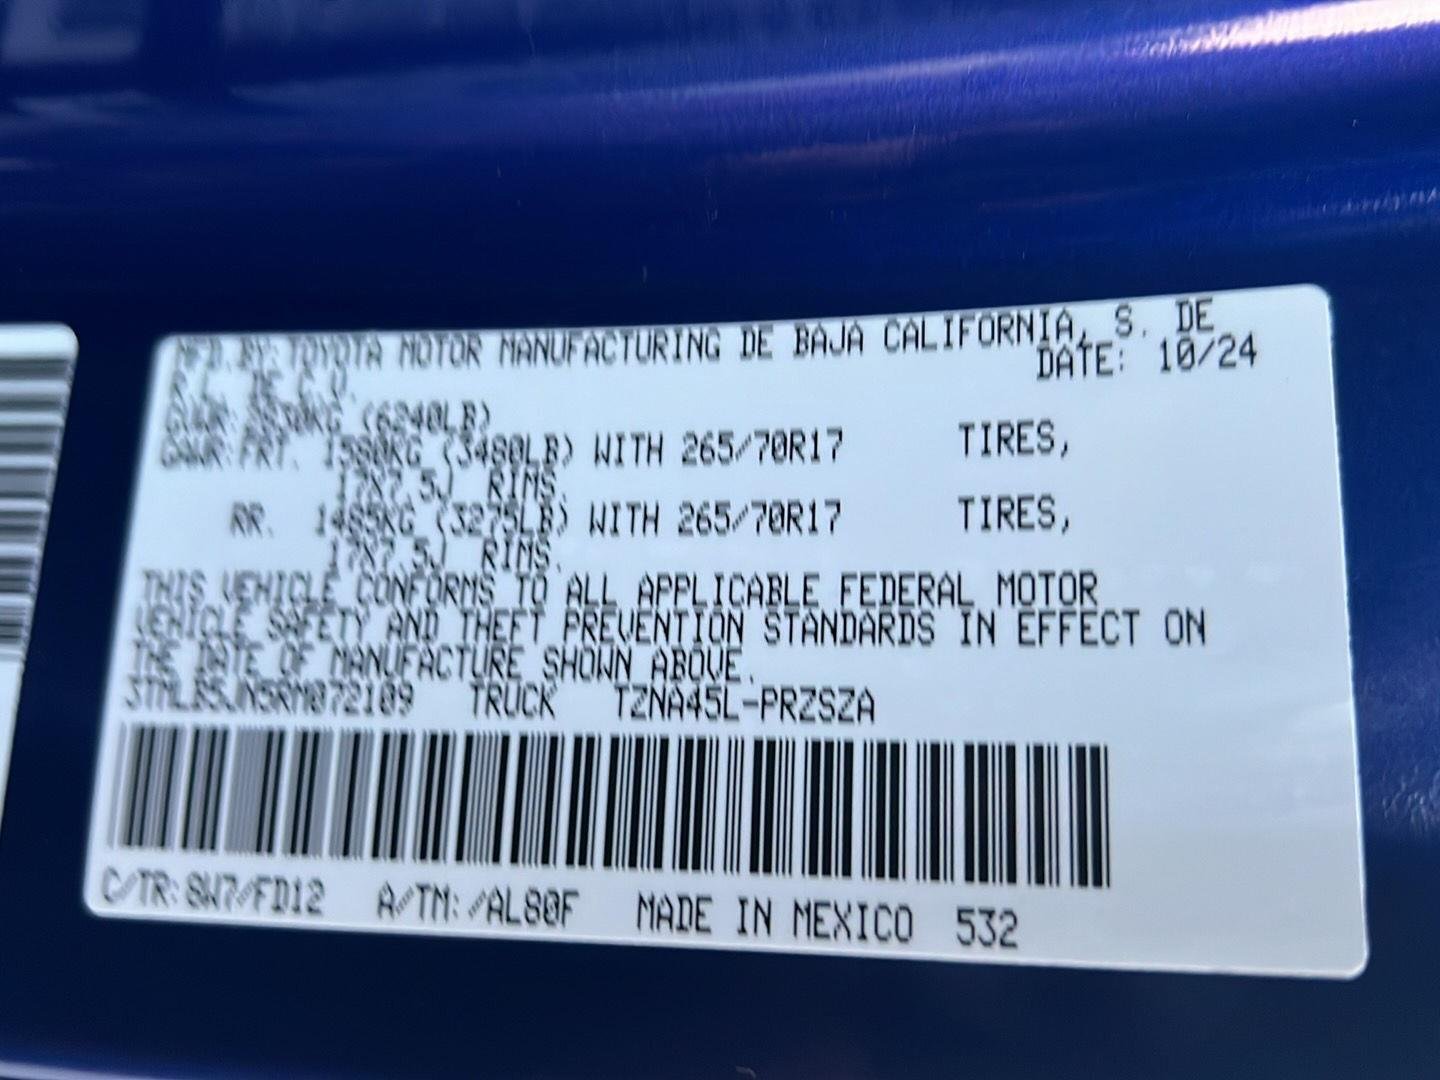 MFD.BY:TOYOTA MOTOR MANUFACTURING DE BAJA CALIFORNIA, S. DE
R.L. DE C.V. DATE: 10/24
GVWR: 2830KG (6240LB)
GAWR:FRT. 1580KG (3480LB) WITH 265/70R17 TIRES,
17X7.5J RIMS.
RR. 1485KG (3275LB) WITH 265/70R17 TIRES,
17X7.5J RIMS.
THIS VEHICLE CONFORMS TO ALL APPLICABLE FEDERAL MOTOR
VEHICLE SAFETY AND THEFT PREVENTION STANDARDS IN EFFECT ON
THE DATE OF MANUFACTURE SHOWN ABOVE.
3TMLB5JN5RM072109 TRUCK TZNA45L-PRZSZA
C/TR:8W7/FD12 A/TM:/AL80F MADE IN MEXICO 532